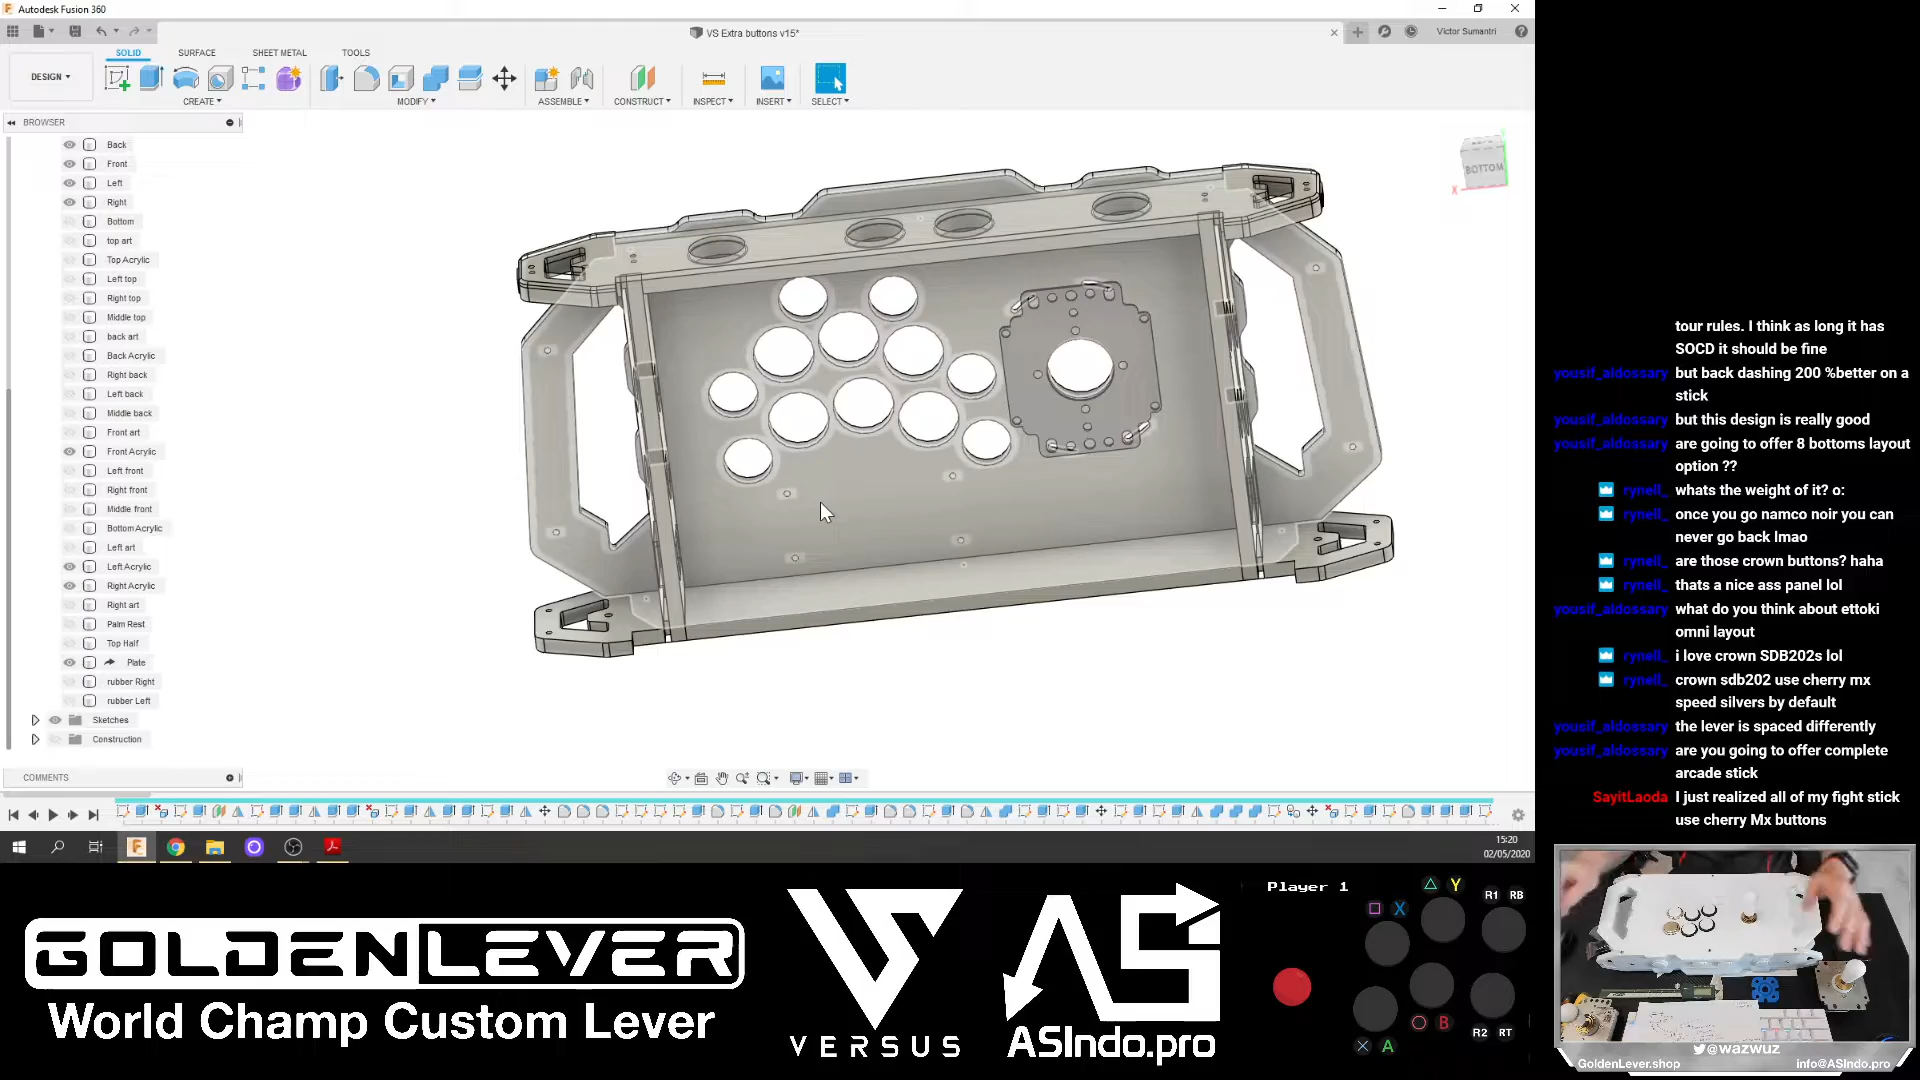 Autodesk Fusion 360
VS Extra buttons v15*
Victor Sumantri
SOLID
SURFACE
SHEET METAL
TOOLS
DESIGN
CREATE
MODIFY
ASSEMBLE
CONSTRUCT
INSPECT
INSERT
SELECT
BROWSER
Back
Front
Left
Right
Bottom
top art
Top Acrylic
Left top
Right top
Middle top
back art
Back Acrylic
Right back
Left back
Middle back
Front art
Front Acrylic
Left front
Right front
Middle front
Bottom Acrylic
Left art
Left Acrylic
Right Acrylic
Right art
Palm Rest
Top Half
Plate
rubber Right
rubber Left
Sketches
Construction
COMMENTS
BOTTOM
X
15:20
02/05/2020
tour rules. I think as long it has
SOCD it should be fine
yousif_aldossary but back dashing 200 %better on a
stick
yousif_aldossary but this design is really good
yousif_aldossary are going to offer 8 bottoms layout
option ??
rynell_ whats the weight of it? o:
rynell_ once you go namco noir you can
never go back lmao
rynell_ are those crown buttons? haha
rynell_ thats a nice ass panel lol
yousif_aldossary what do you think about ettoki
omni layout
rynell_ i love crown SDB202s lol
rynell_ crown sdb202 use cherry mx
speed silvers by default
yousif_aldossary the lever is spaced differently
yousif_aldossary are you going to offer complete
arcade stick
SayitLaoda I just realized all of my fight stick
use cherry Mx buttons
GOLDENLEVER
World Champ Custom Lever
VS
VERSUS
AS
ASIndo.pro
Player 1
Y
R1 RB
X
B
R2 RT
A
@wazwuz
GoldenLever.shop
info@ASIndo.pro